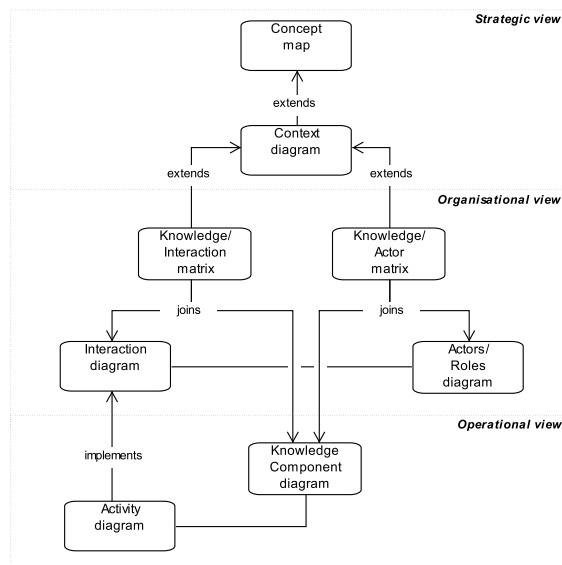 Strategic view
Concept
map
extends
Context
diagram
extends
extends
Organisational view
Knowledge/
Interaction
matrix
Knowledge/
Actor
matrix
joins
joins
Interaction
diagram
Actors/
Roles
diagram
Operational view
implements
Knowledge
Component
diagram
Activity
diagram